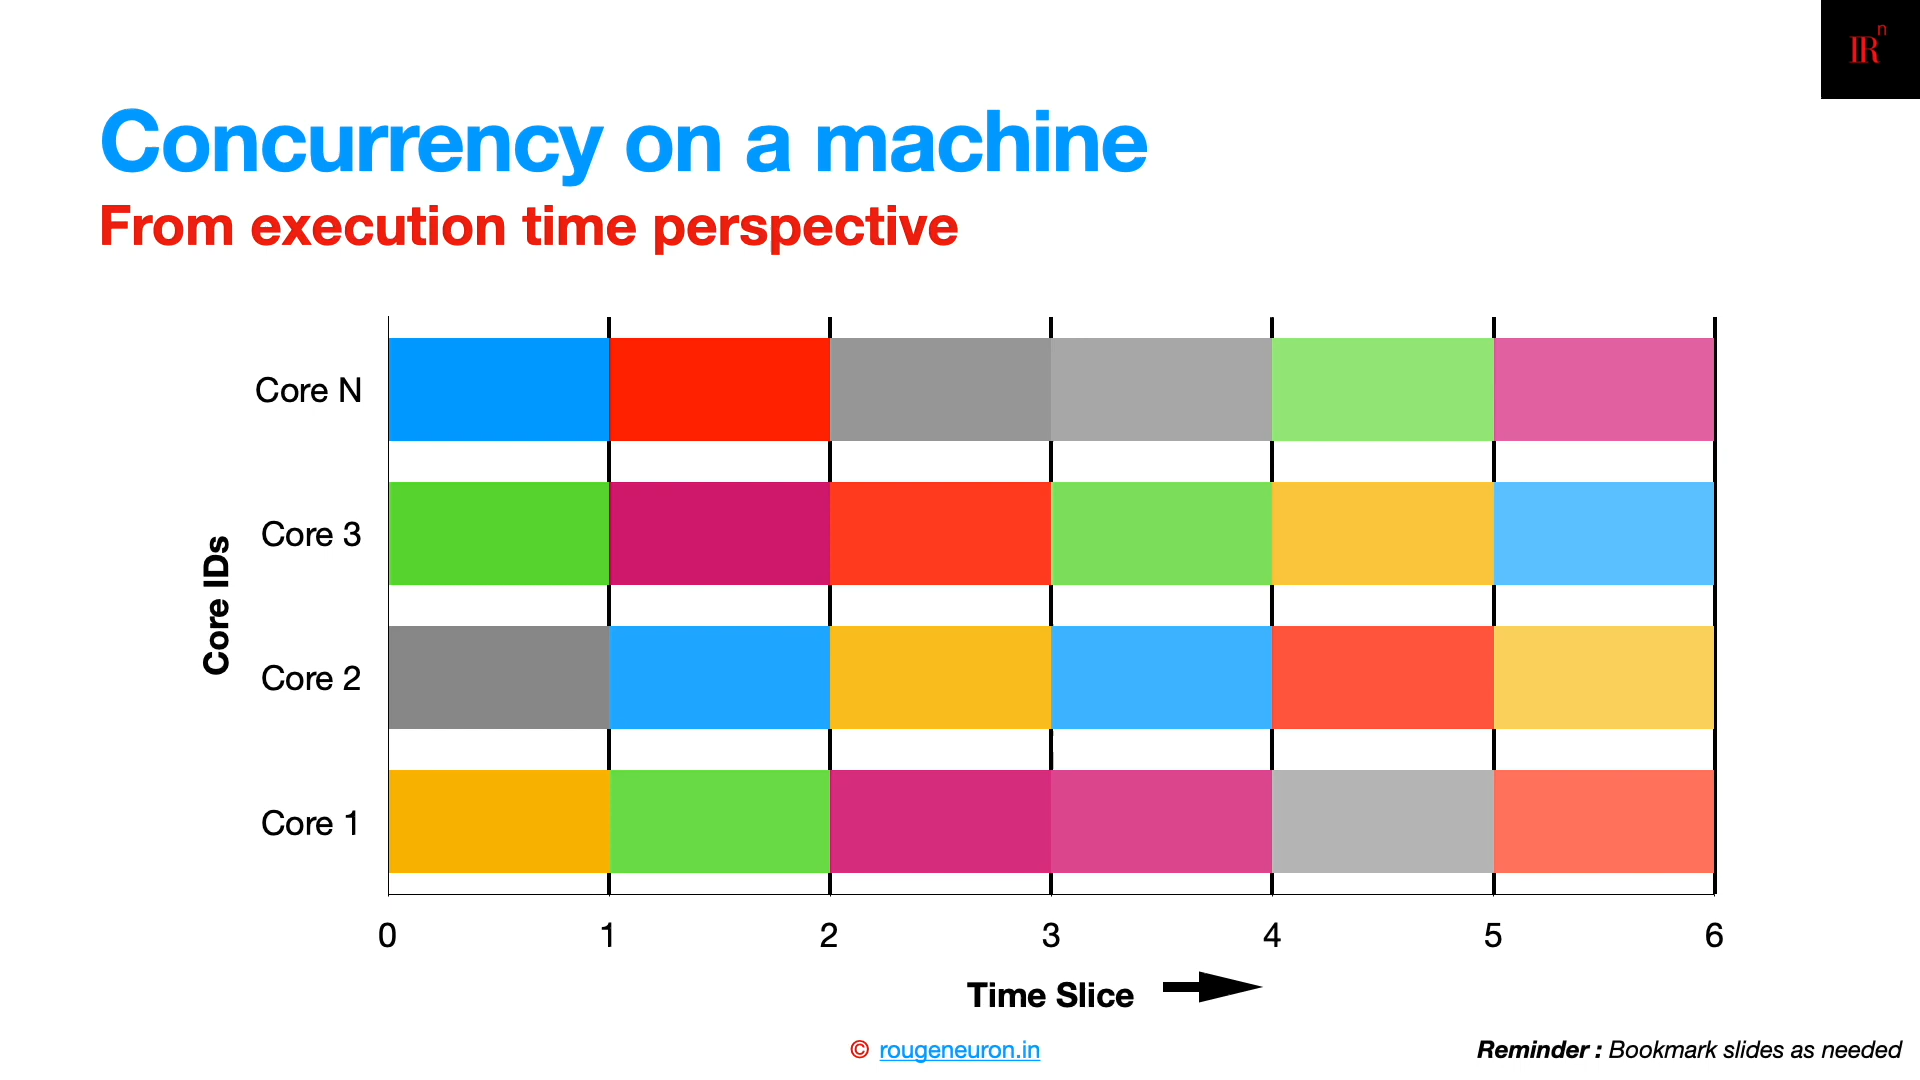 IRn
Concurrency on a machine
From execution time perspective
Core IDs
Core N
Core 3
Core 2
Core 1
0 1 2 3 4 5 6
Time Slice
© rougeneuron.in
Reminder : Bookmark slides as needed